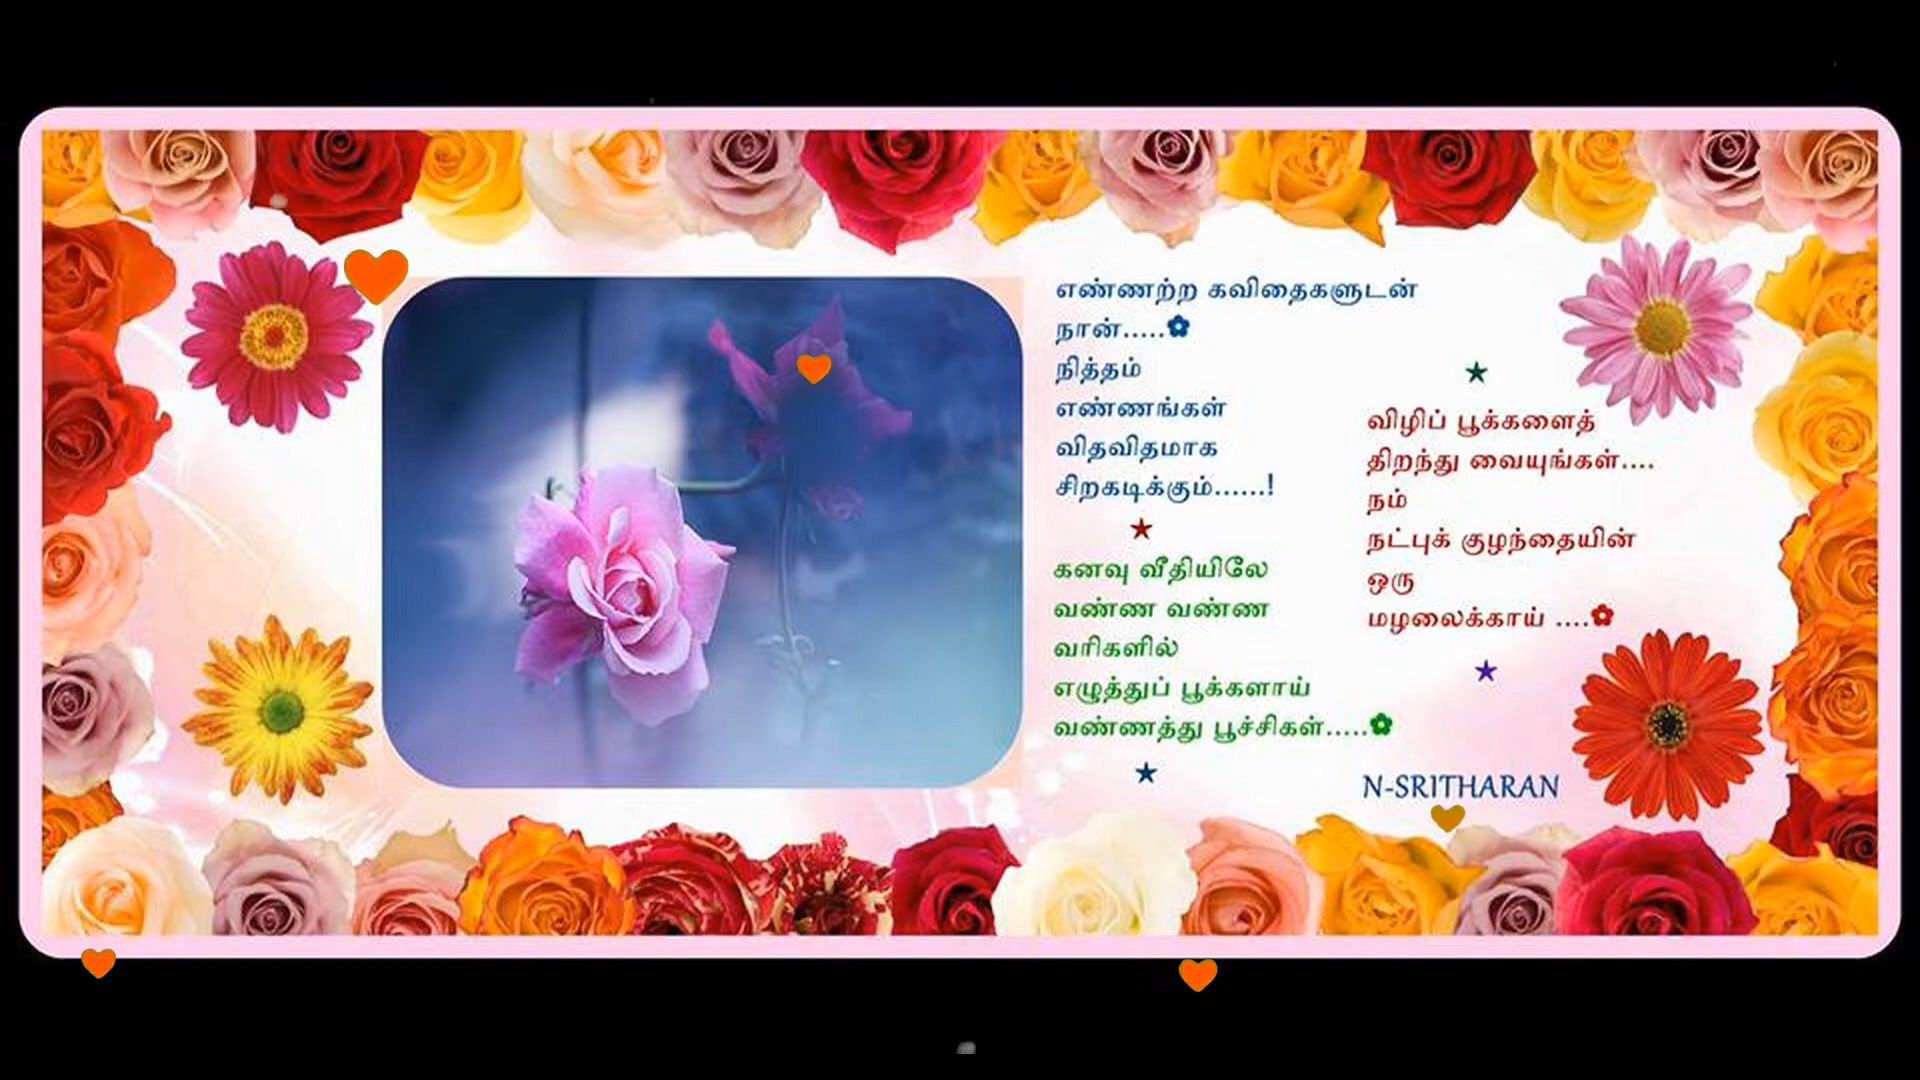 எண்ணற்ற கவிதைகளுடன்
நான்.....✿
நித்தம்
எண்ணங்கள்
விதவிதமாக
சிறகடிக்கும்......!
★
கனவு வீதியிலே
வண்ண வண்ண
வரிகளில்
எழுத்துப் பூக்களாய்
வண்ணத்து பூச்சிகள்.....✿
★
★
விழிப் பூக்களைத்
திறந்து வையுங்கள்....
நம்
நட்புக் குழந்தையின்
ஒரு
மழலைக்காய் ....✿
★
N-SRITHARAN